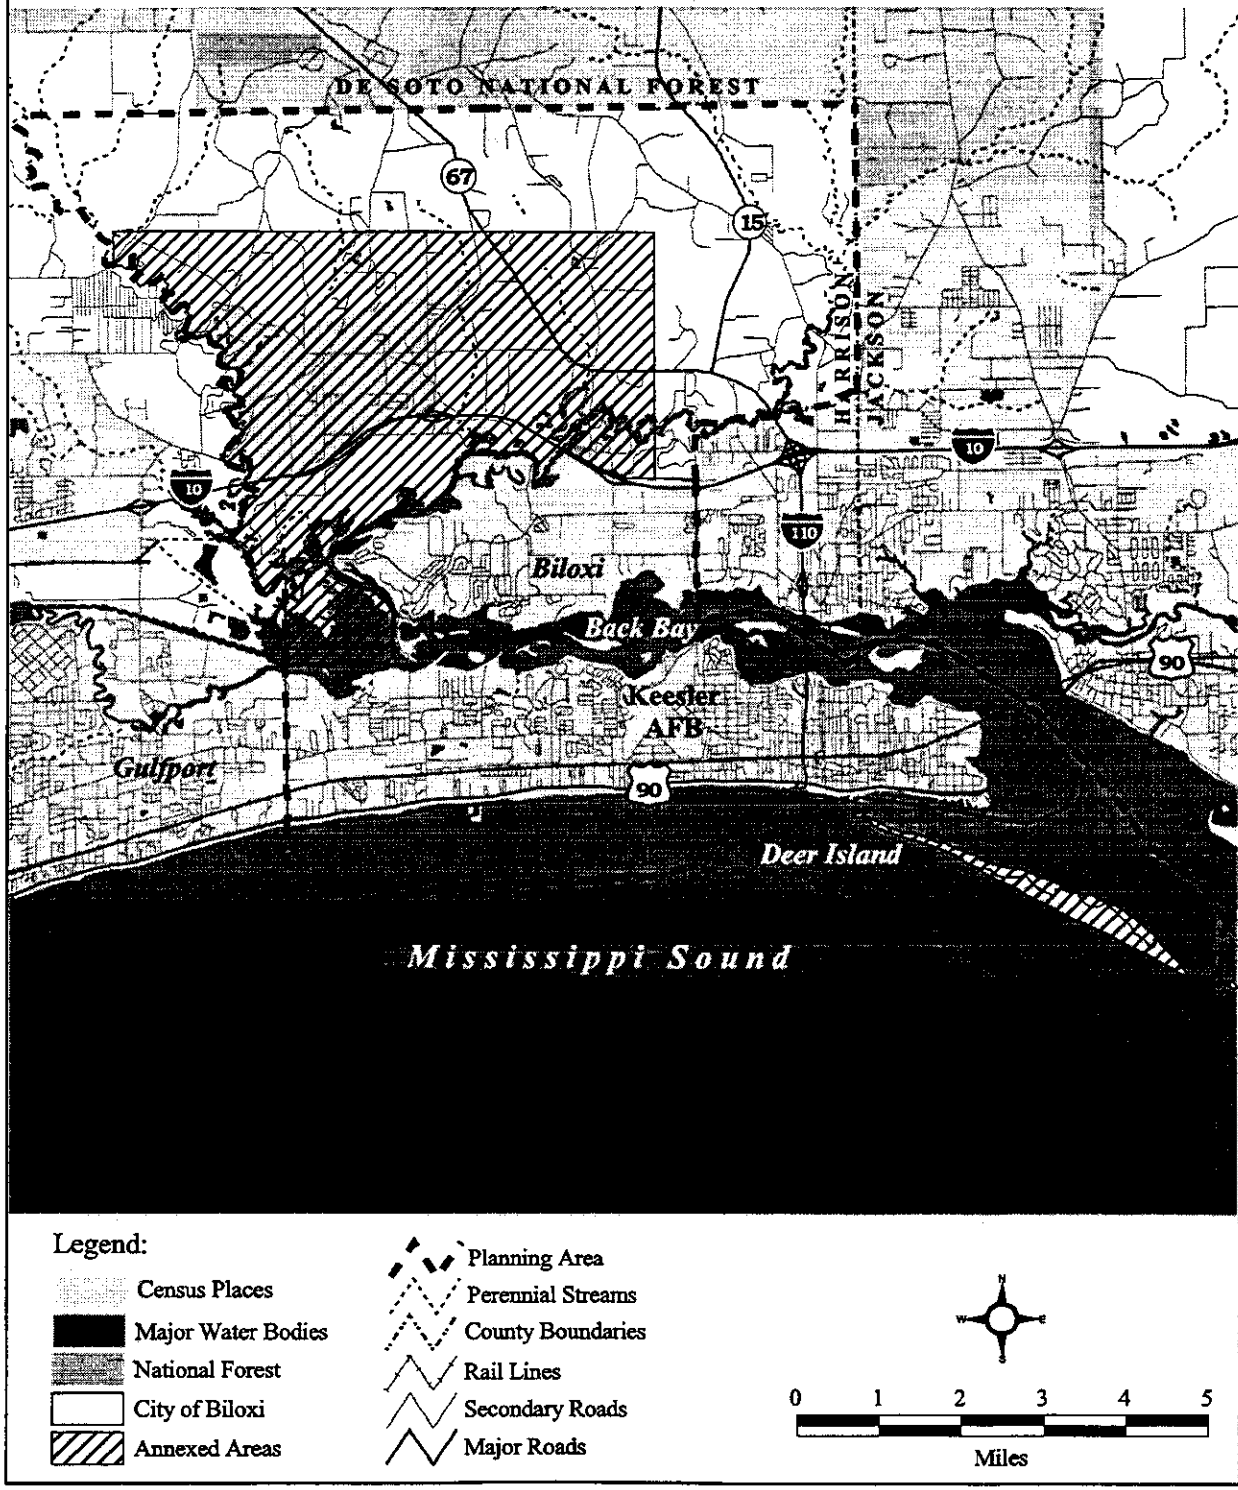 DE SOTO NATIONAL FOREST
67
15
HARRISON
JACKSON
10
10
110
Biloxi
Back Bay
90
Keesler
AFB
Gulfport
90
Deer Island
Mississippi Sound
Legend:
Census Places
Major Water Bodies
National Forest
City of Biloxi
Annexed Areas
Planning Area
Perennial Streams
County Boundaries
Rail Lines
Secondary Roads
Major Roads
N
W E
S
0 1 2 3 4 5
Miles